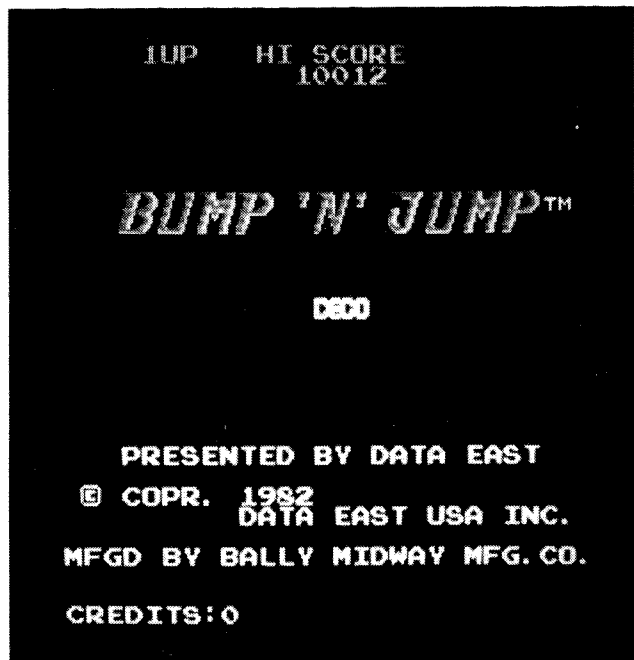 1UP HI SCORE
10012
BUMP 'N' JUMP™
DECO
PRESENTED BY DATA EAST
© COPR. 1982
DATA EAST USA INC.
MFGD BY BALLY MIDWAY MFG.CO.
CREDITS:0